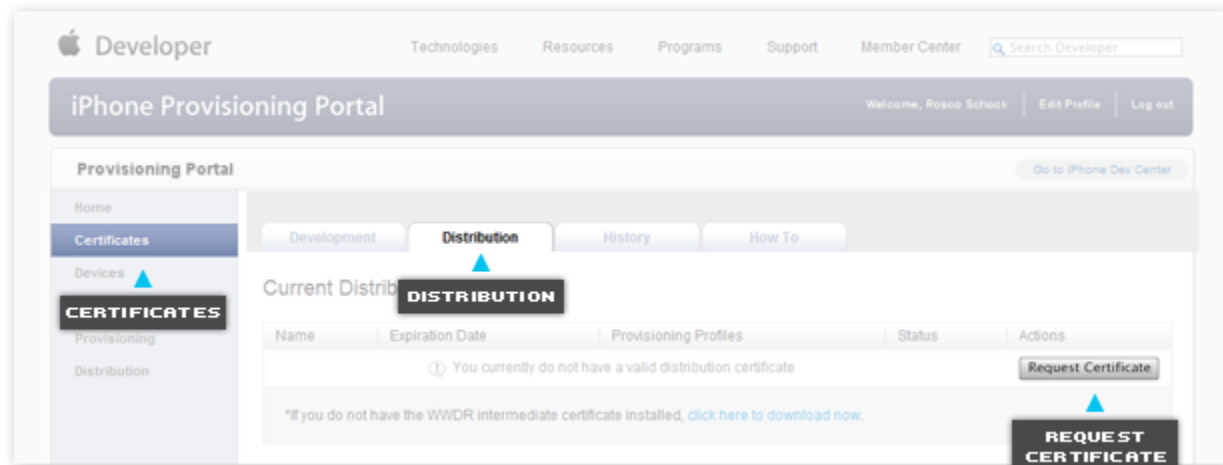 Developer
Technologies Resources Programs Support Member Center Search Developer
iPhone Provisioning Portal
Welcome, Rosco Schock Edit Profile Log out
Provisioning Portal
Go to iPhone Dev Center
Home
Certificates
Development Distribution History How To
Devices
CERTIFICATES
Current Distrib
DISTRIBUTION
Name Expiration Date Provisioning Profiles Status Actions
Provisioning
You currently do not have a valid distribution certificate
Request Certificate
Distribution
*If you do not have the WWDR intermediate certificate installed, click here to download now.
REQUEST
CERTIFICATE